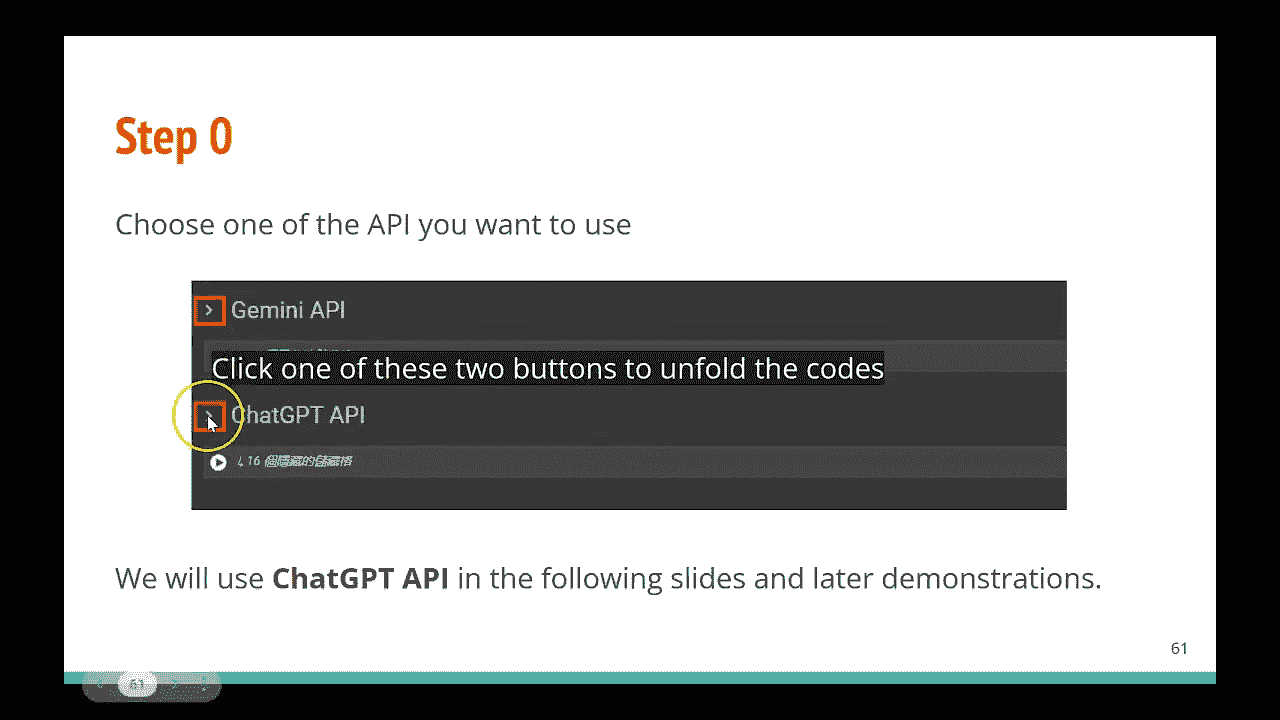 Step 0
Choose one of the API you want to use
Gemini API
Click one of these two buttons to unfold the codes
ChatGPT API
↳ 16 個隱藏的儲藏格
We will use ChatGPT API in the following slides and later demonstrations.
61
61